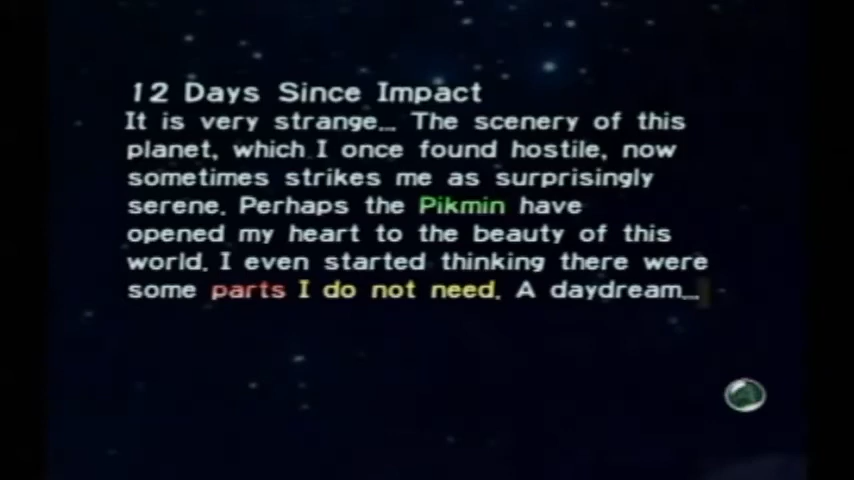 12 Days Since Impact
It is very strange... The scenery of this
planet, which I once found hostile, now
sometimes strikes me as surprisingly
serene. Perhaps the Pikmin have
opened my heart to the beauty of this
world. I even started thinking there were
some parts I do not need. A daydream...